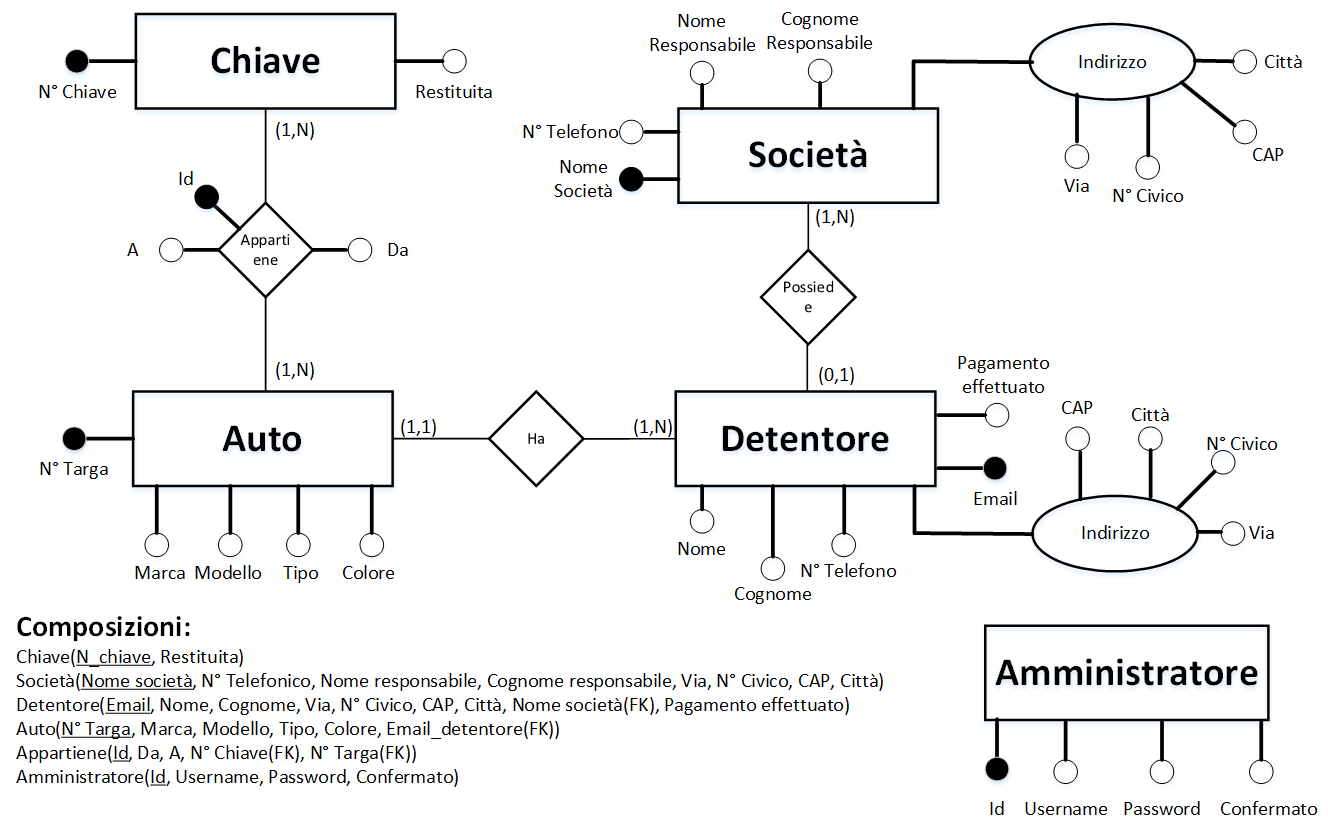 Chiave
N° Chiave
Restituita
(1,N)
Id
A
Apparti
ene
Da
(1,N)
Nome
Responsabile
Cognome
Responsabile
N° Telefono
Nome
Società
Società
Indirizzo
Città
CAP
Via
N° Civico
(1,N)
Possied
e
(0,1)
Auto
N° Targa
(1,1)
Ha
(1,N)
Detentore
Pagamento
effettuato
Email
CAP
Città
N° Civico
Indirizzo
Via
Marca
Modello
Tipo
Colore
Nome
Cognome
N° Telefono
Composizioni:
Chiave(N_chiave, Restituita)
Società(Nome società, N° Telefonico, Nome responsabile, Cognome responsabile, Via, N° Civico, CAP, Città)
Detentore(Email, Nome, Cognome, Via, N° Civico, CAP, Città, Nome società(FK), Pagamento effettuato)
Auto(N° Targa, Marca, Modello, Tipo, Colore, Email_detentore(FK))
Appartiene(Id, Da, A, N° Chiave(FK), N° Targa(FK))
Amministratore(Id, Username, Password, Confermato)
Amministratore
Id
Username
Password
Confermato